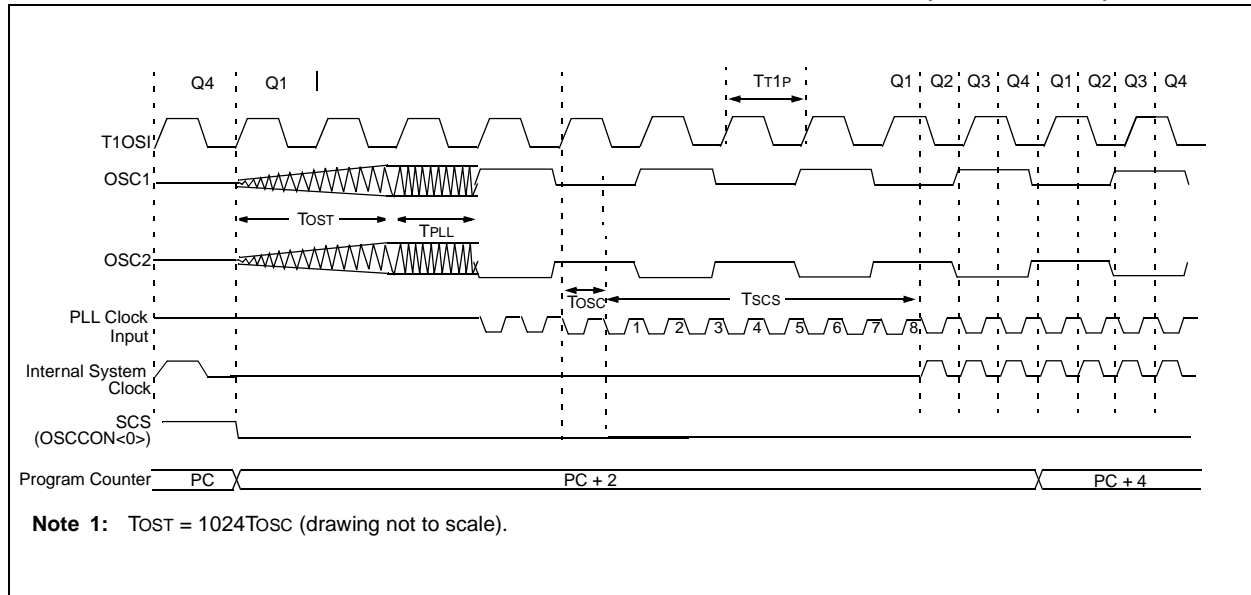 Q4 Q1 TT1P Q1 Q2 Q3 Q4 Q1 Q2 Q3 Q4
T1OSI
OSC1
TOST
TPLL
OSC2
TOSC
TSCS
PLL Clock
Input
1 2 3 4 5 6 7 8
Internal System
Clock
SCS
(OSCCON<0>)
Program Counter PC PC + 2 PC + 4
Note 1: TOST = 1024TOSC (drawing not to scale).